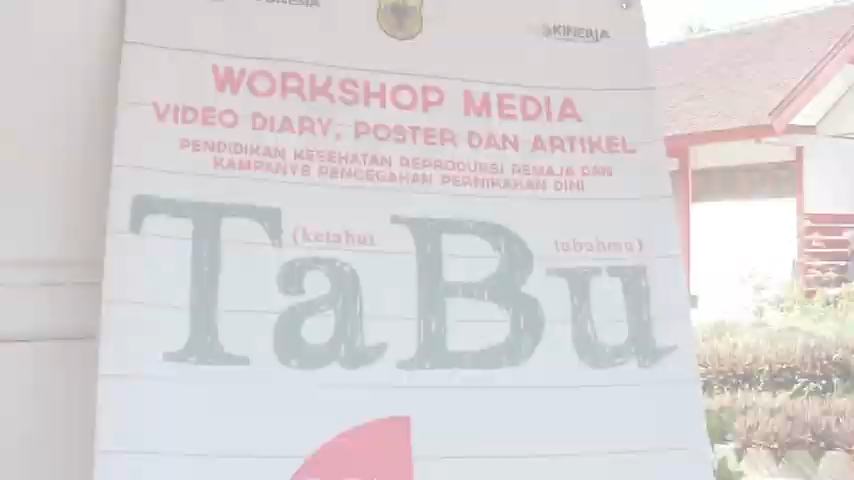 KINERJA
WORKSHOP MEDIA
VIDEO DIARY, POSTER DAN ARTIKEL
PENDIDIKAN KESEHATAN REPRODUKSI REMAJA DAN
KAMPANYE PENCEGAHAN PERNIKAHAN DINI
(ketahui tabuhmu)
TaBu